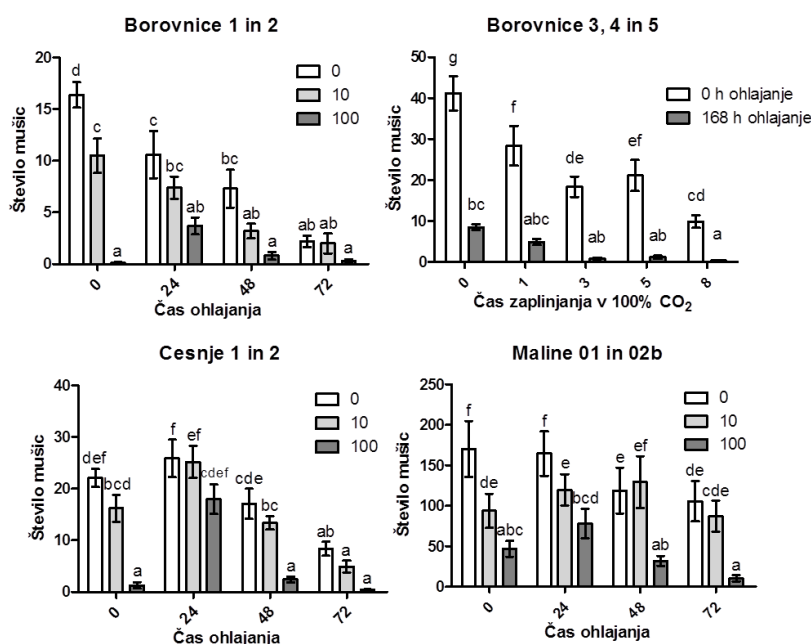 Borovnice 1 in 2
Število mušic
20
15
10
5
0
d
c
a
c
bc
ab
bc
ab
a
ab
ab
a
0
10
100
0
24
48
72
Čas ohlajanja
Borovnice 3, 4 in 5
Število mušic
50
40
30
20
10
0
g
bc
f
abc
de
ab
ef
ab
cd
a
0 h ohlajanje
168 h ohlajanje
0
1
3
5
8
Čas zaplinjanja v 100% CO₂
Cesnje 1 in 2
Število mušic
40
30
20
10
0
def
bcd
a
f
ef
cdef
cde
bc
a
ab
a
a
0
10
100
0
24
48
72
Čas ohlajanja
Maline 01 in 02b
Število mušic
250
200
150
100
50
0
f
de
abc
f
e
bcd
e
ef
ab
de
cde
a
0
10
100
0
24
48
72
Čas ohlajanja